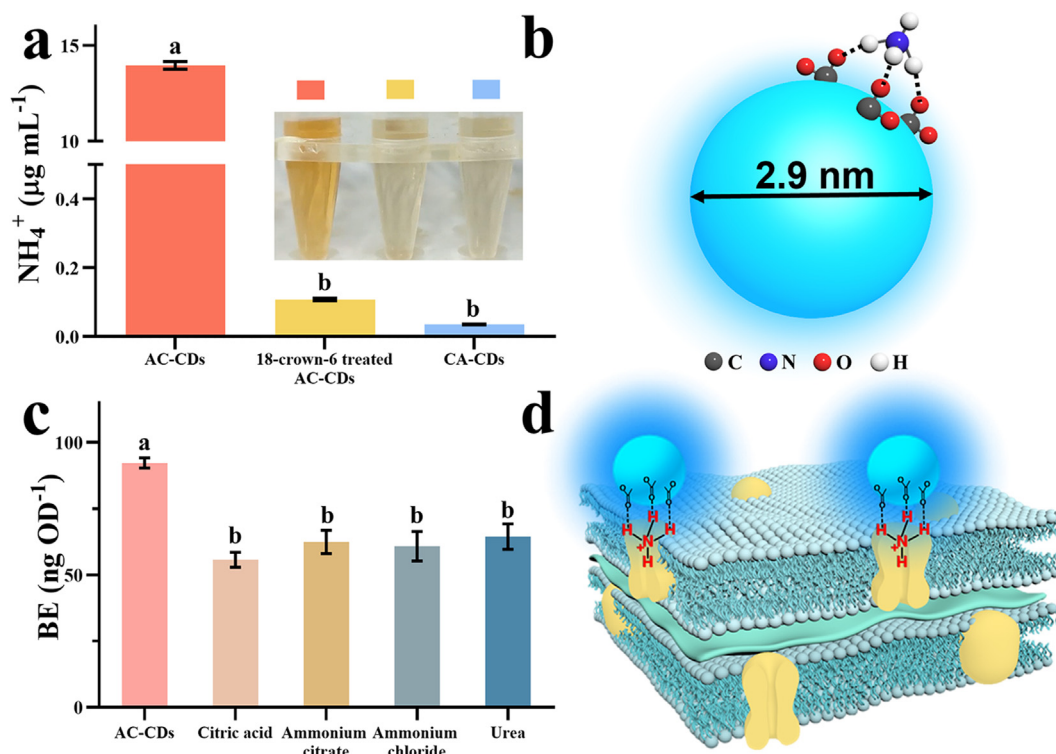 a
NH₄⁺ (µg mL⁻¹)
15
10
0.4
0.2
0.0
a
b
b
AC-CDs
18-crown-6 treated
AC-CDs
CA-CDs
b
2.9 nm
C N O H
c
BE (ng OD⁻¹)
100
50
0
a
b
b
b
b
AC-CDs
Citric acid
Ammonium
citrate
Ammonium
chloride
Urea
d
O O O
H H H
N
+
H
O O O
H H H
N
+
H